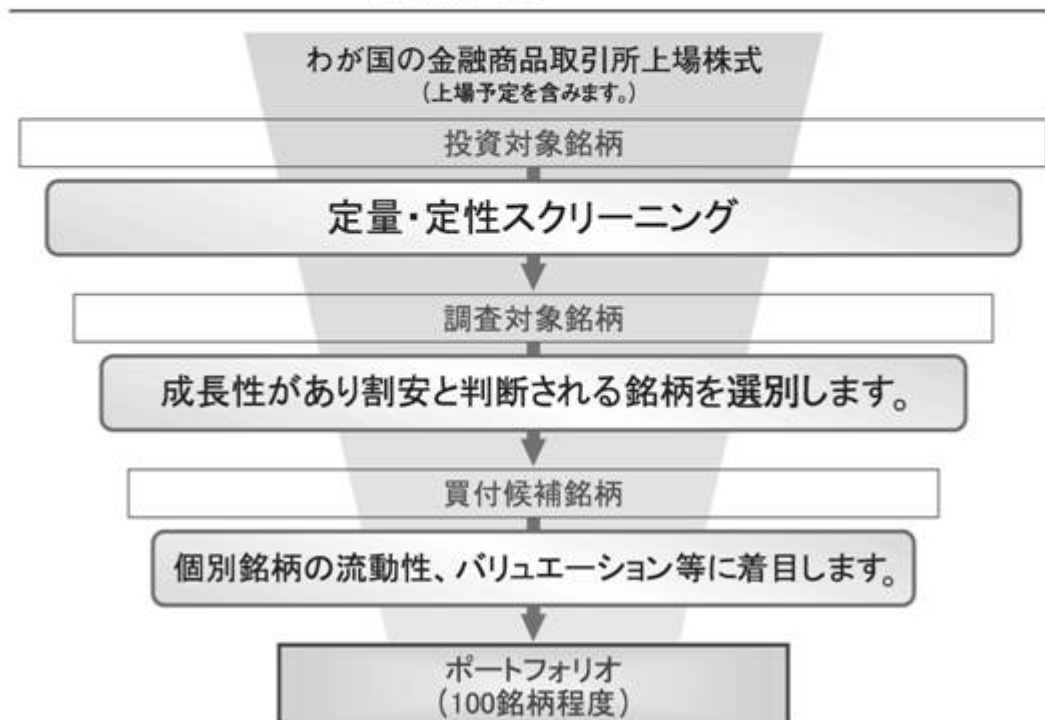 わが国の金融商品取引所上場株式
(上場予定を含みます。)
投資対象銘柄
定量・定性スクリーニング
調査対象銘柄
成長性があり割安と判断される銘柄を選別します。
買付候補銘柄
個別銘柄の流動性、バリュエーション等に着目します。
ポートフォリオ
(100銘柄程度)